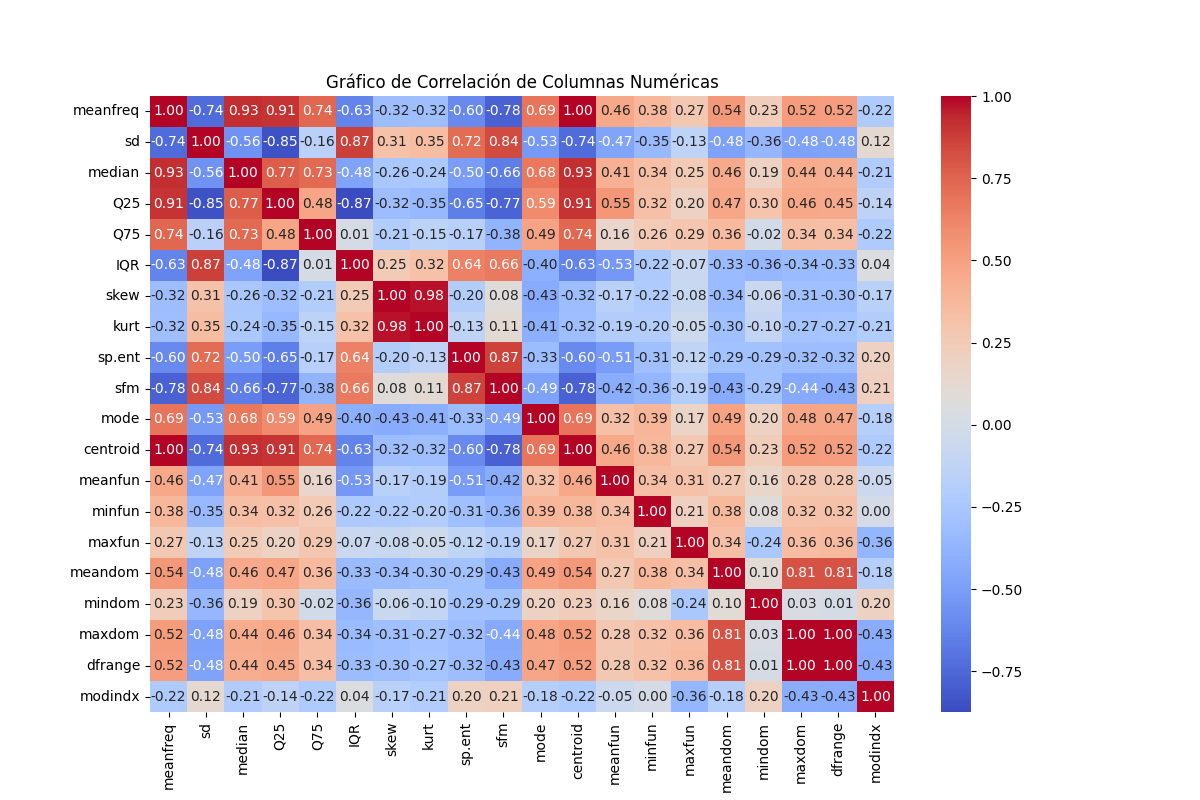 Gráfico de Correlación de Columnas Numéricas
meanfreq 1.00 -0.74 0.93 0.91 0.74 -0.63 -0.32 -0.32 -0.60 -0.78 0.69 1.00 0.46 0.38 0.27 0.54 0.23 0.52 0.52 -0.22
sd -0.74 1.00 -0.56 -0.85 -0.16 0.87 0.31 0.35 0.72 0.84 -0.53 -0.74 -0.47 -0.35 -0.13 -0.48 -0.36 -0.48 -0.48 0.12
median 0.93 -0.56 1.00 0.77 0.73 -0.48 -0.26 -0.24 -0.50 -0.66 0.68 0.93 0.41 0.34 0.25 0.46 0.19 0.44 0.44 -0.21
Q25 0.91 -0.85 0.77 1.00 0.48 -0.87 -0.32 -0.35 -0.65 -0.77 0.59 0.91 0.55 0.32 0.20 0.47 0.30 0.46 0.45 -0.14
Q75 0.74 -0.16 0.73 0.48 1.00 0.01 -0.21 -0.15 -0.17 -0.38 0.49 0.74 0.16 0.26 0.29 0.36 -0.02 0.34 0.34 -0.22
IQR -0.63 0.87 -0.48 -0.87 0.01 1.00 0.25 0.32 0.64 0.66 -0.40 -0.63 -0.53 -0.22 -0.07 -0.33 -0.36 -0.34 -0.33 0.04
skew -0.32 0.31 -0.26 -0.32 -0.21 0.25 1.00 0.98 -0.20 0.08 -0.43 -0.32 -0.17 -0.22 -0.08 -0.34 -0.06 -0.31 -0.30 -0.17
kurt -0.32 0.35 -0.24 -0.35 -0.15 0.32 0.98 1.00 -0.13 0.11 -0.41 -0.32 -0.19 -0.20 -0.05 -0.30 -0.10 -0.27 -0.27 -0.21
sp.ent -0.60 0.72 -0.50 -0.65 -0.17 0.64 -0.20 -0.13 1.00 0.87 -0.33 -0.60 -0.51 -0.31 -0.12 -0.29 -0.29 -0.32 -0.32 0.20
sfm -0.78 0.84 -0.66 -0.77 -0.38 0.66 0.08 0.11 0.87 1.00 -0.49 -0.78 -0.42 -0.36 -0.19 -0.43 -0.29 -0.44 -0.43 0.21
mode 0.69 -0.53 0.68 0.59 0.49 -0.40 -0.43 -0.41 -0.33 -0.49 1.00 0.69 0.32 0.39 0.17 0.49 0.20 0.48 0.47 -0.18
centroid 1.00 -0.74 0.93 0.91 0.74 -0.63 -0.32 -0.32 -0.60 -0.78 0.69 1.00 0.46 0.38 0.27 0.54 0.23 0.52 0.52 -0.22
meanfun 0.46 -0.47 0.41 0.55 0.16 -0.53 -0.17 -0.19 -0.51 -0.42 0.32 0.46 1.00 0.34 0.31 0.27 0.16 0.28 0.28 -0.05
minfun 0.38 -0.35 0.34 0.32 0.26 -0.22 -0.22 -0.20 -0.31 -0.36 0.39 0.38 0.34 1.00 0.21 0.38 0.08 0.32 0.32 0.00
maxfun 0.27 -0.13 0.25 0.20 0.29 -0.07 -0.08 -0.05 -0.12 -0.19 0.17 0.27 0.31 0.21 1.00 0.34 -0.24 0.36 0.36 -0.36
meandom 0.54 -0.48 0.46 0.47 0.36 -0.33 -0.34 -0.30 -0.29 -0.43 0.49 0.54 0.27 0.38 0.34 1.00 0.10 0.81 0.81 -0.18
mindom 0.23 -0.36 0.19 0.30 -0.02 -0.36 -0.06 -0.10 -0.29 -0.29 0.20 0.23 0.16 0.08 -0.24 0.10 1.00 0.03 0.01 0.20
maxdom 0.52 -0.48 0.44 0.46 0.34 -0.34 -0.31 -0.27 -0.32 -0.44 0.48 0.52 0.28 0.32 0.36 0.81 0.03 1.00 1.00 -0.43
dfrange 0.52 -0.48 0.44 0.45 0.34 -0.33 -0.30 -0.27 -0.32 -0.43 0.47 0.52 0.28 0.32 0.36 0.81 0.01 1.00 1.00 -0.43
modindx -0.22 0.12 -0.21 -0.14 -0.22 0.04 -0.17 -0.21 0.20 0.21 -0.18 -0.22 -0.05 0.00 -0.36 -0.18 0.20 -0.43 -0.43 1.00
meanfreq sd median Q25 Q75 IQR skew kurt sp.ent sfm mode centroid meanfun minfun maxfun meandom mindom maxdom dfrange modindx
1.00
0.75
0.50
0.25
0.00
−0.25
−0.50
−0.75